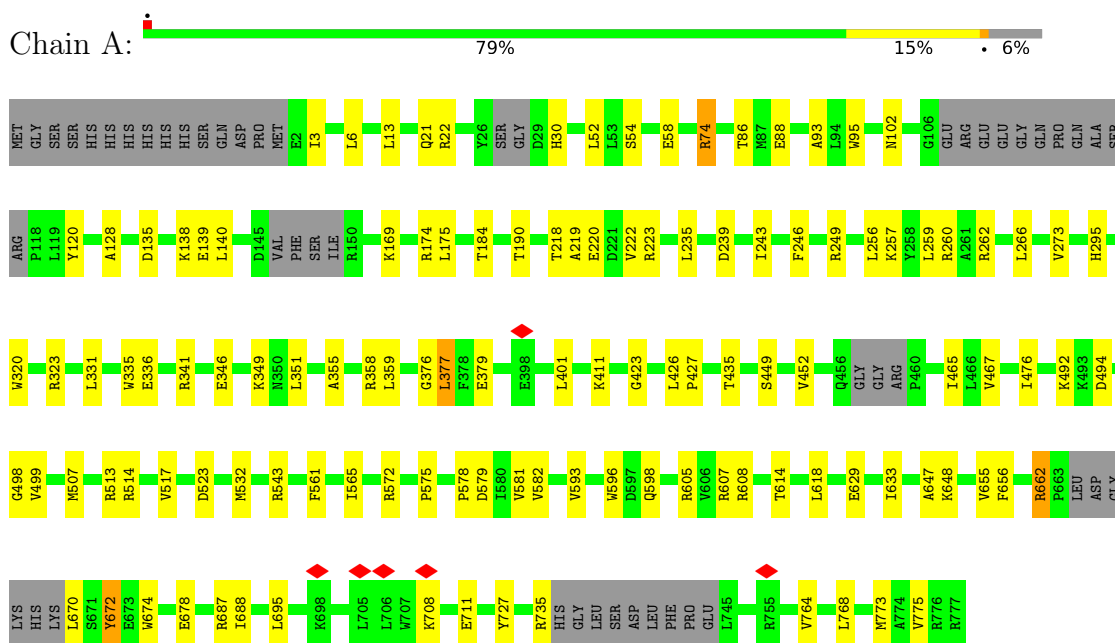 Chain A:
79% 15% • 6%
MET GLY SER SER HIS HIS HIS HIS HIS HIS SER GLN ASP PRO MET E2 I3 L6 L13 Q21 R22 Y26 SER GLY D29 H30 L52 L53 S54 E58 R74 T86 M87 E88 A93 L94 W95 N102 G106 GLU ARG GLU GLU GLY GLN PRO GLN ALA SER
ARG P118 L119 Y120 A128 D135 K138 E139 L140 D145 VAL PHE SER ILE R150 K169 R174 L175 T184 T190 T218 A219 E220 D221 V222 R223 L235 D239 I243 F246 R249 L256 K257 Y258 L259 R260 A261 R262 L266 V273 H295
W320 R323 L331 W335 E336 R341 E346 K349 N350 L351 A355 R358 L359 G376 L377 F378 E379 E398 L401 K411 G423 L426 P427 T435 S449 V452 Q456 GLY GLY ARG P460 I465 L466 V467 I476 K492 K493 D494
G498 V499 M507 R513 R514 V517 D523 M532 R543 F561 I565 R572 P575 P578 D579 I580 V581 V582 V593 W596 D597 Q598 R605 V606 R607 R608 T614 L618 E629 I633 A647 K648 V655 F656 R662 P663 LEU ASP GLY
LYS HIS LYS L670 S671 Y672 E673 W674 E678 R687 I688 L695 K698 L705 L706 W707 K708 E711 Y727 R735 HIS GLY LEU SER ASP LEU PHE PRO GLU L745 R755 V764 L768 M773 A774 V775 R776 R777